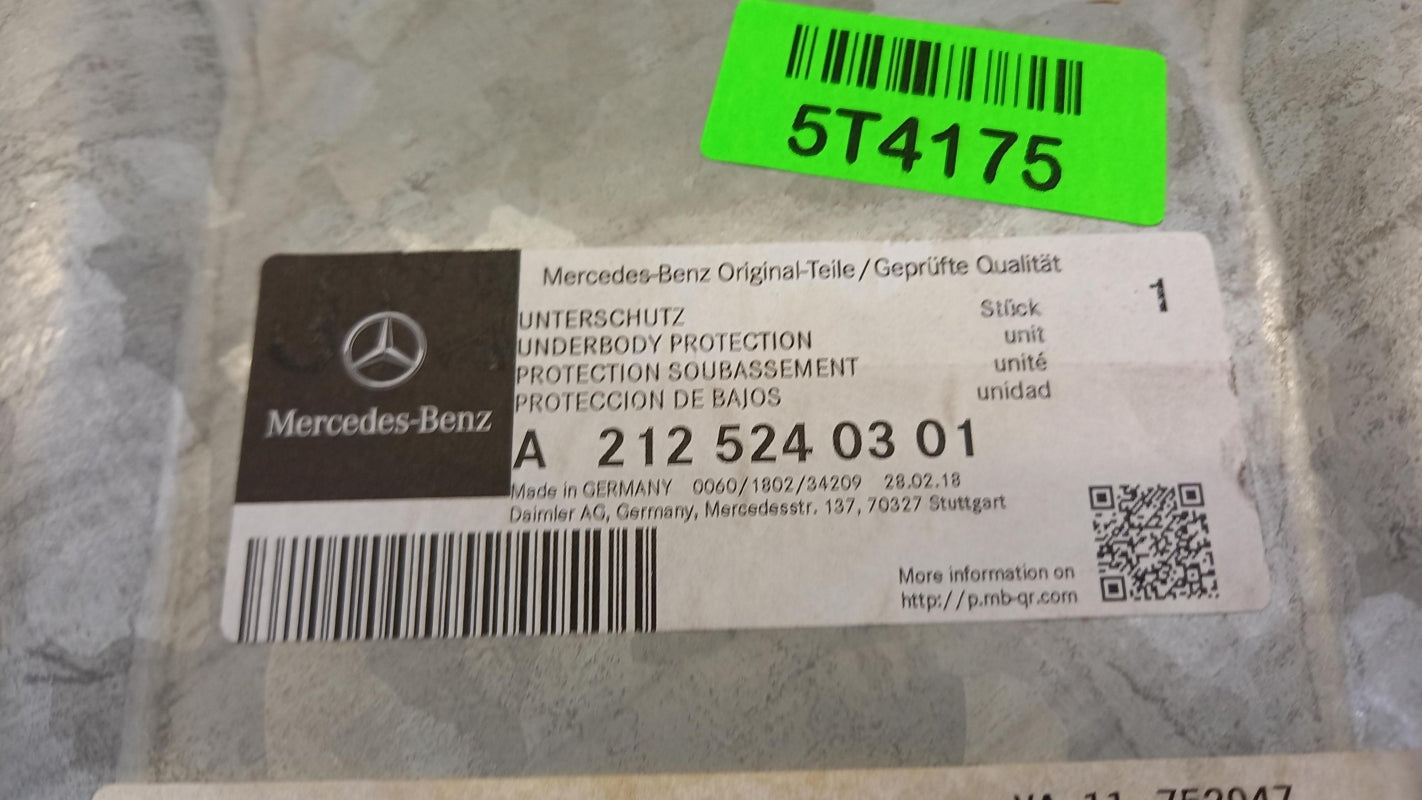 5T4175
Mercedes-Benz Original-Teile/Geprüfte Qualität
1
UNTERSCHUTZ Stück
UNDERBODY PROTECTION unit
PROTECTION SOUBASSEMENT unité
PROTECCION DE BAJOS unidad
Mercedes-Benz
A 212 524 03 01
Made in GERMANY 0060/1802/34209 28.02.18
Daimler AG, Germany, Mercedesstr. 137, 70327 Stuttgart
More information on
http://p.mb-qr.com